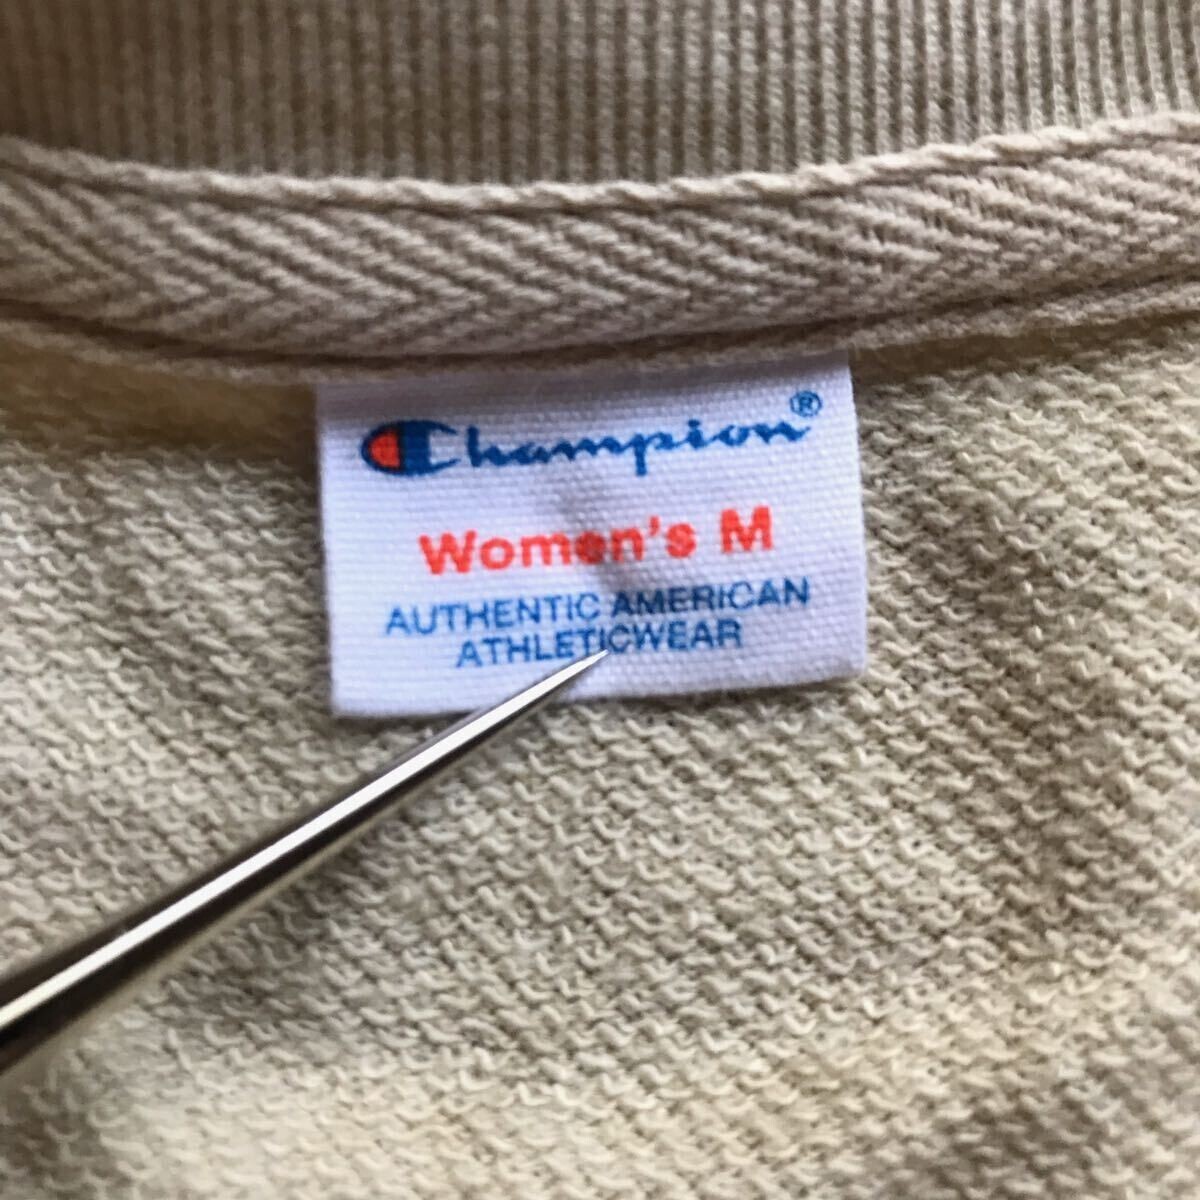 Champion®
Women's M
AUTHENTIC AMERICAN
ATHLETICWEAR